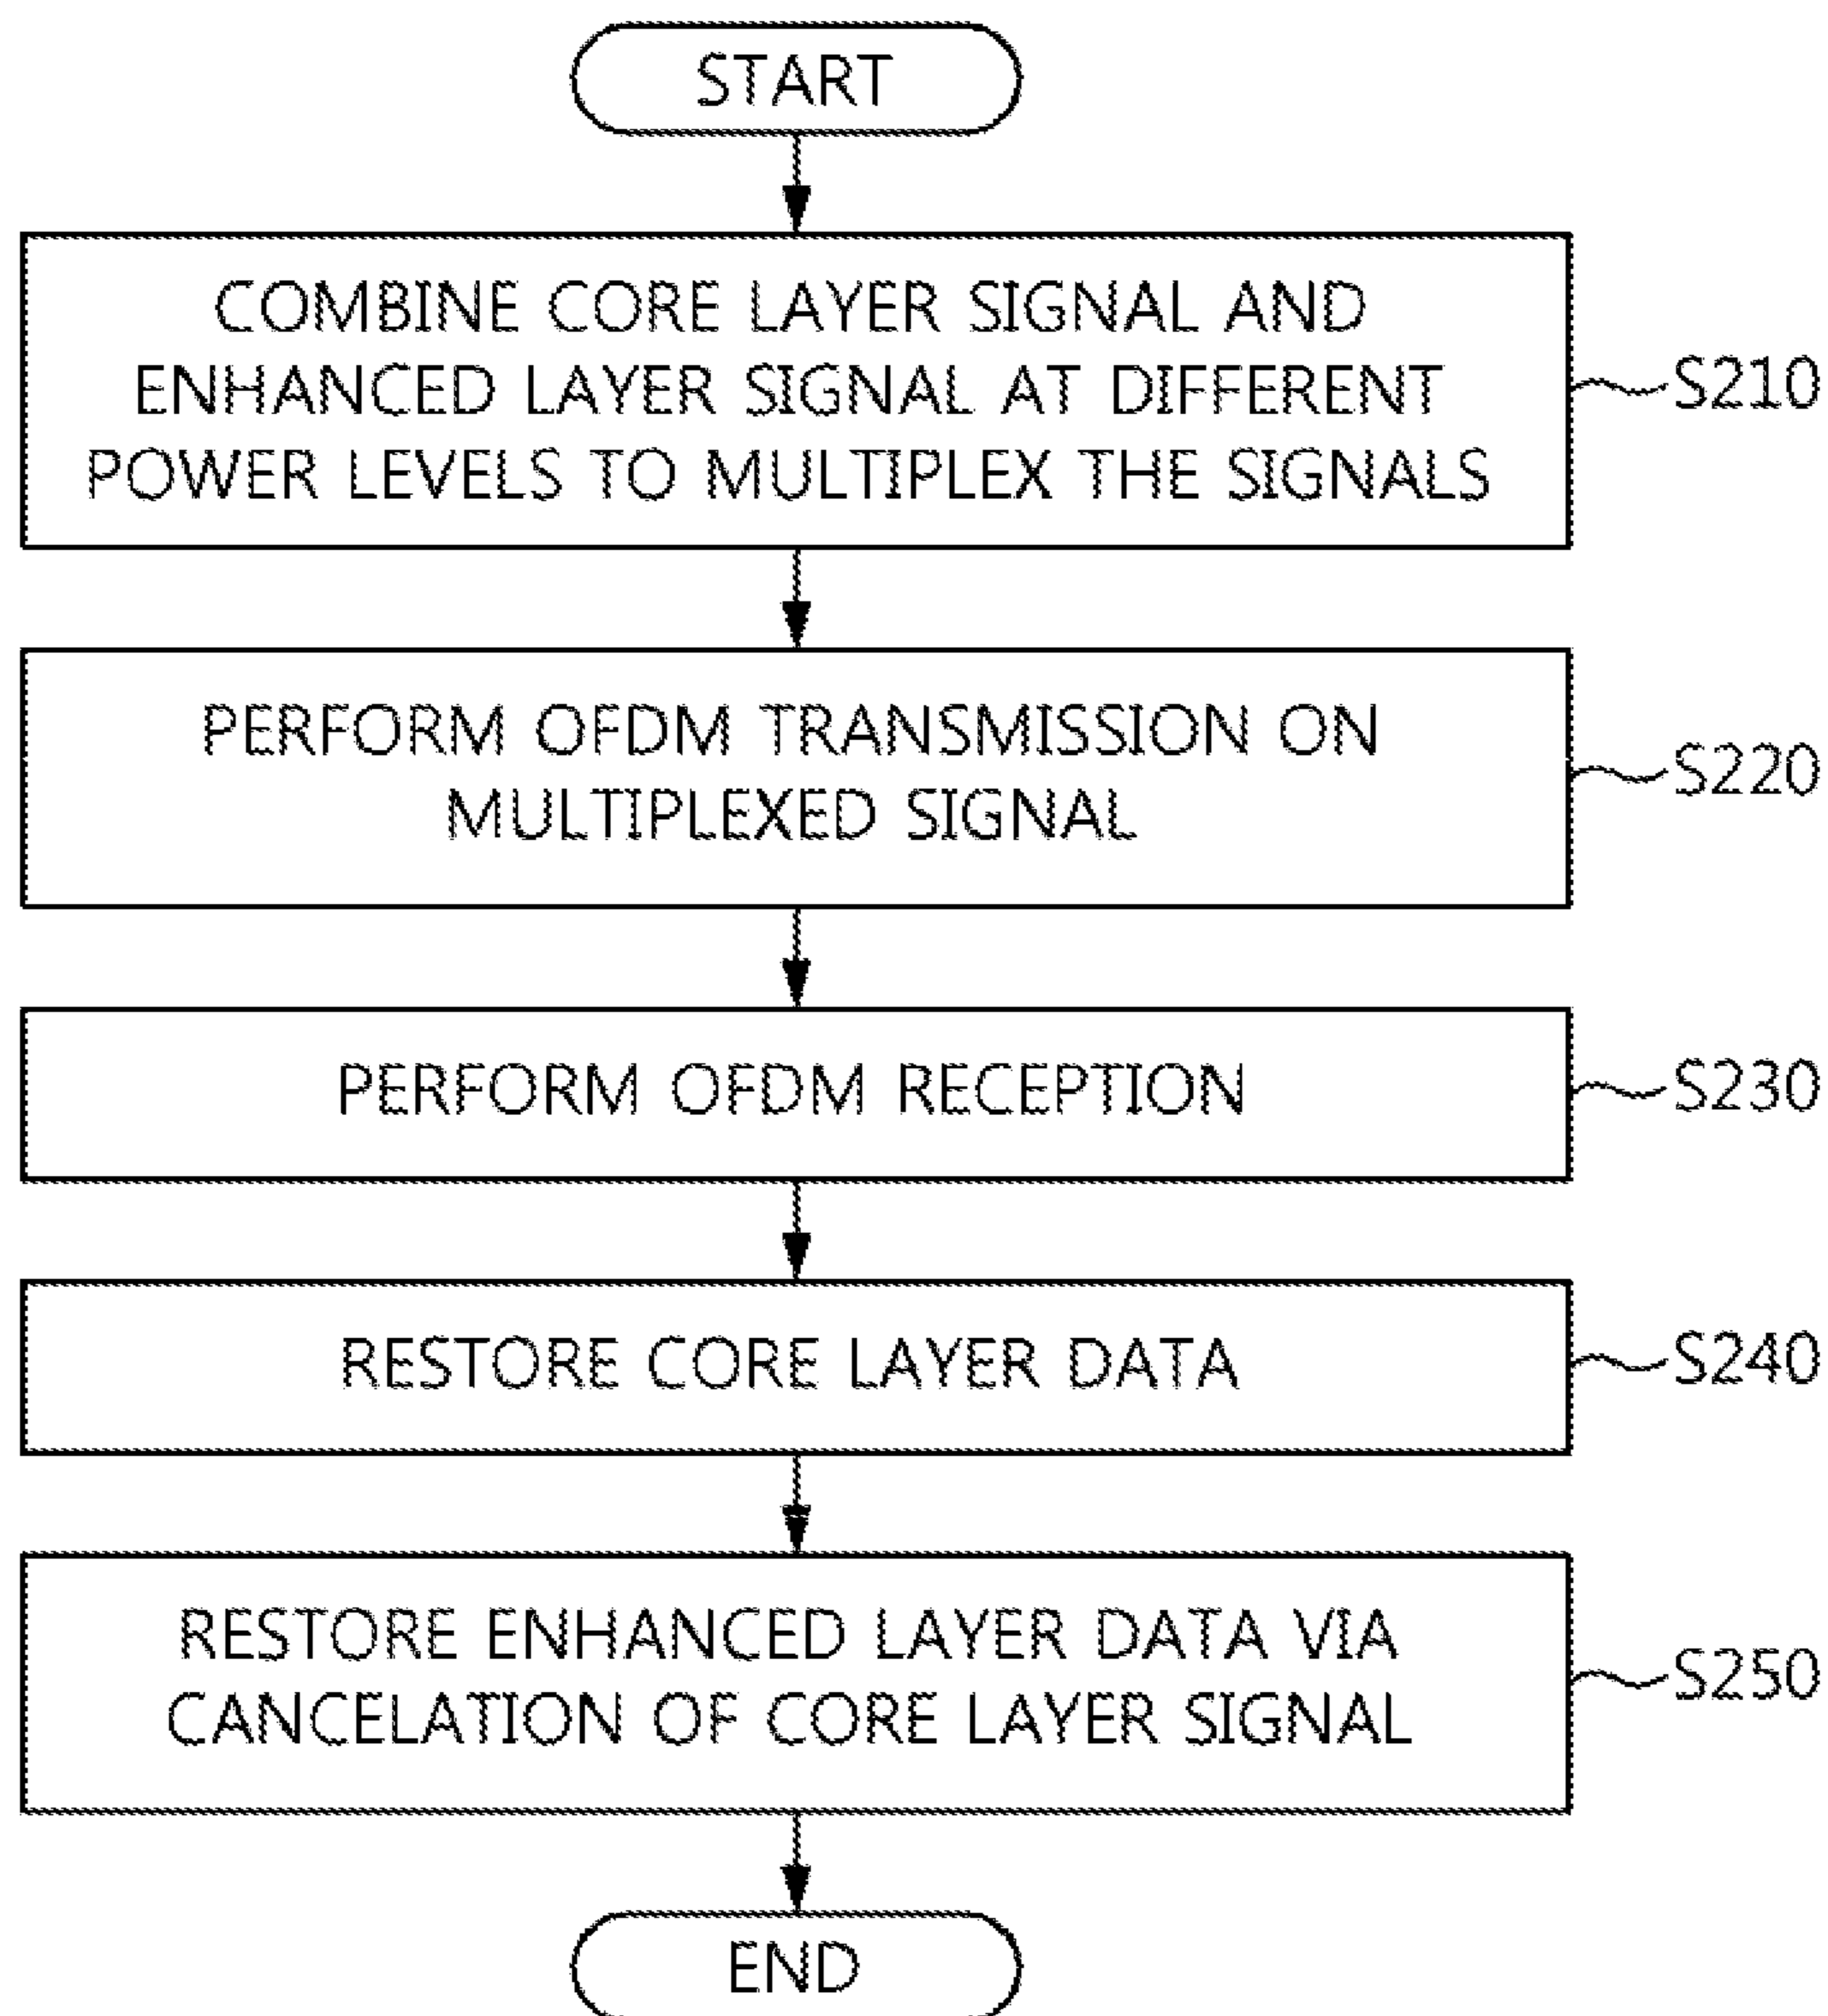 START
COMBINE CORE LAYER SIGNAL AND
ENHANCED LAYER SIGNAL AT DIFFERENT
POWER LEVELS TO MULTIPLEX THE SIGNALS
S210
PERFORM OFDM TRANSMISSION ON
MULTIPLEXED SIGNAL
S220
PERFORM OFDM RECEPTION
S230
RESTORE CORE LAYER DATA
S240
RESTORE ENHANCED LAYER DATA VIA
CANCELATION OF CORE LAYER SIGNAL
S250
END